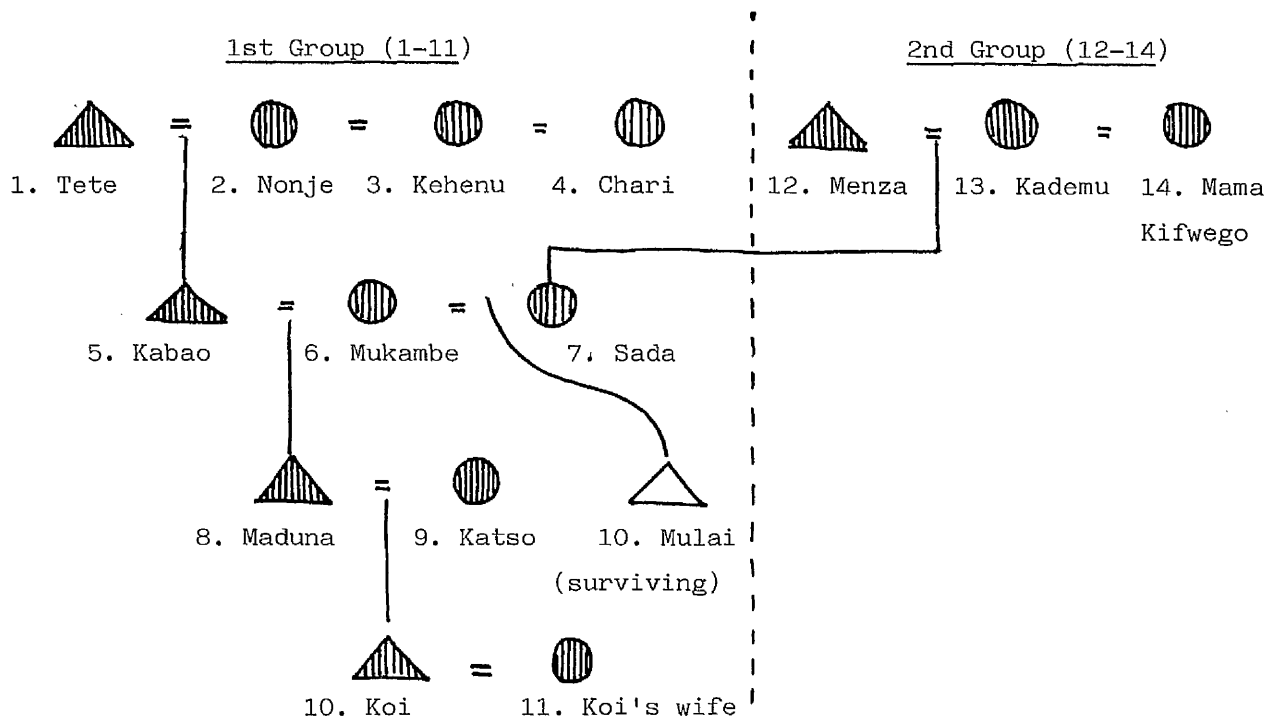 1st Group (1-11)
2nd Group (12-14)
= = =
= =
1. Tete 2. Nonje 3. Kehenu 4. Chari
12. Menza 13. Kademu 14. Mama
Kifwego
= =
5. Kabao 6. Mukambe 7. Sada
=
8. Maduna 9. Katso 10. Mulai
(surviving)
=
10. Koi 11. Koi's wife